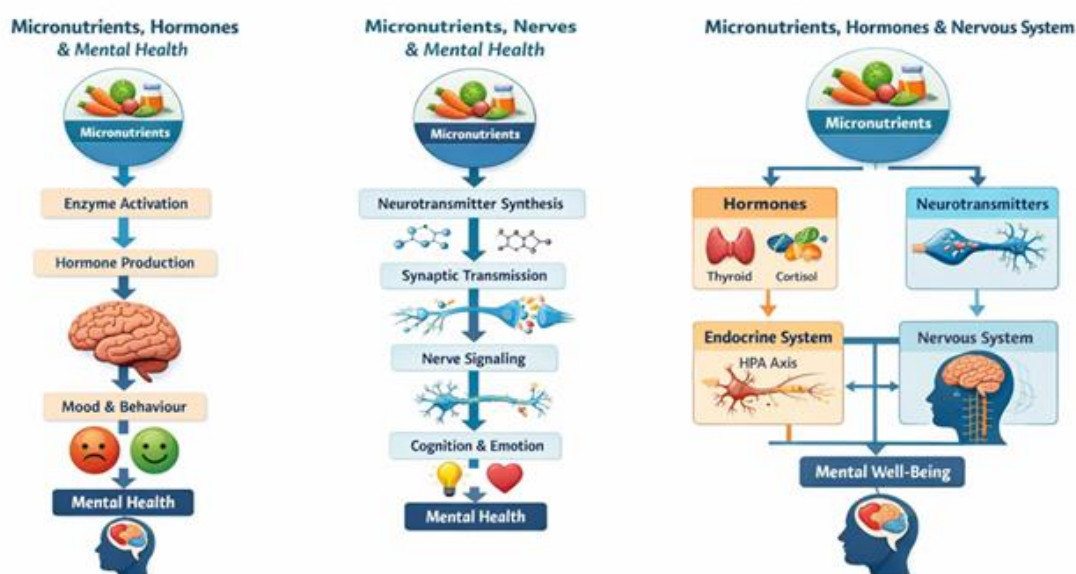 Micronutrients, Hormones
& Mental Health
Micronutrients
Enzyme Activation
Hormone Production
Mood & Behaviour
Mental Health
Micronutrients, Nerves
& Mental Health
Micronutrients
Neurotransmitter Synthesis
Synaptic Transmission
Nerve Signaling
Cognition & Emotion
Mental Health
Micronutrients, Hormones & Nervous System
Micronutrients
Hormones
Thyroid
Cortisol
Neurotransmitters
Endocrine System
HPA Axis
Nervous System
Mental Well-Being